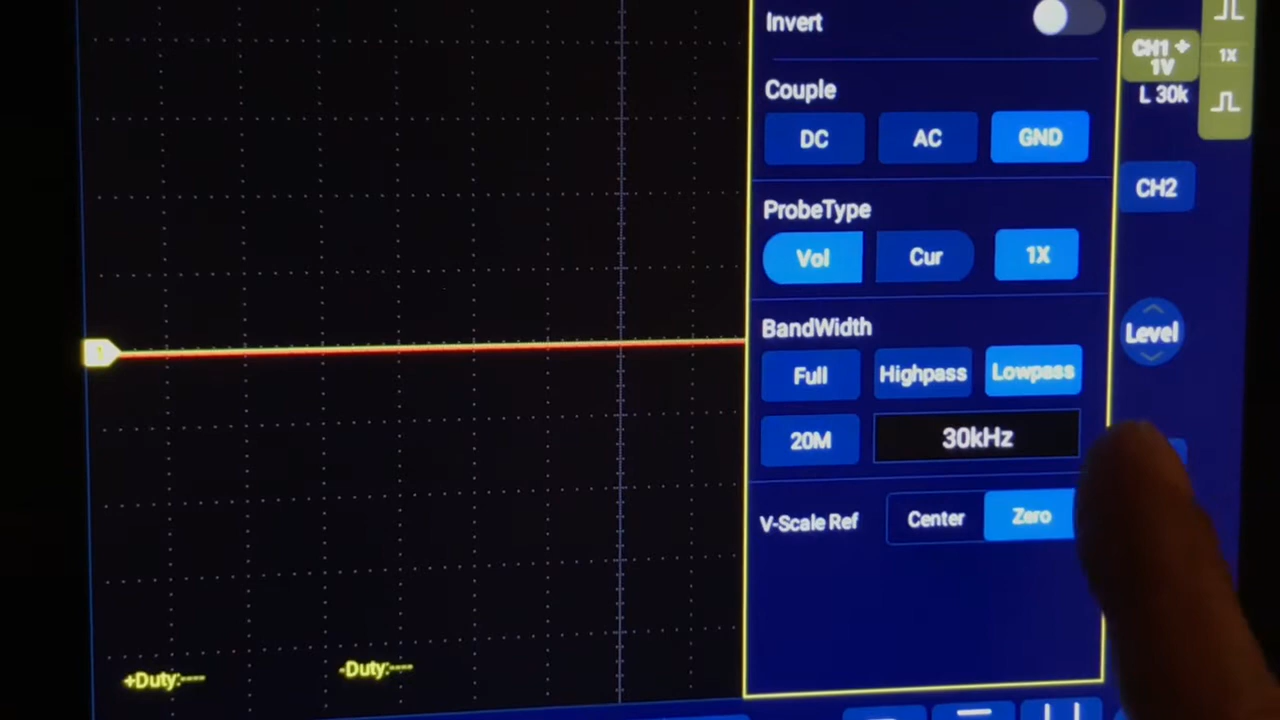 Invert
CH1
1V
1X
L 30k
Couple
DC
AC
GND
CH2
ProbeType
Vol
Cur
1X
BandWidth
Level
Full
Highpass
Lowpass
20M
30kHz
V-Scale Ref
Center
Zero
1
+Duty:----
-Duty:----